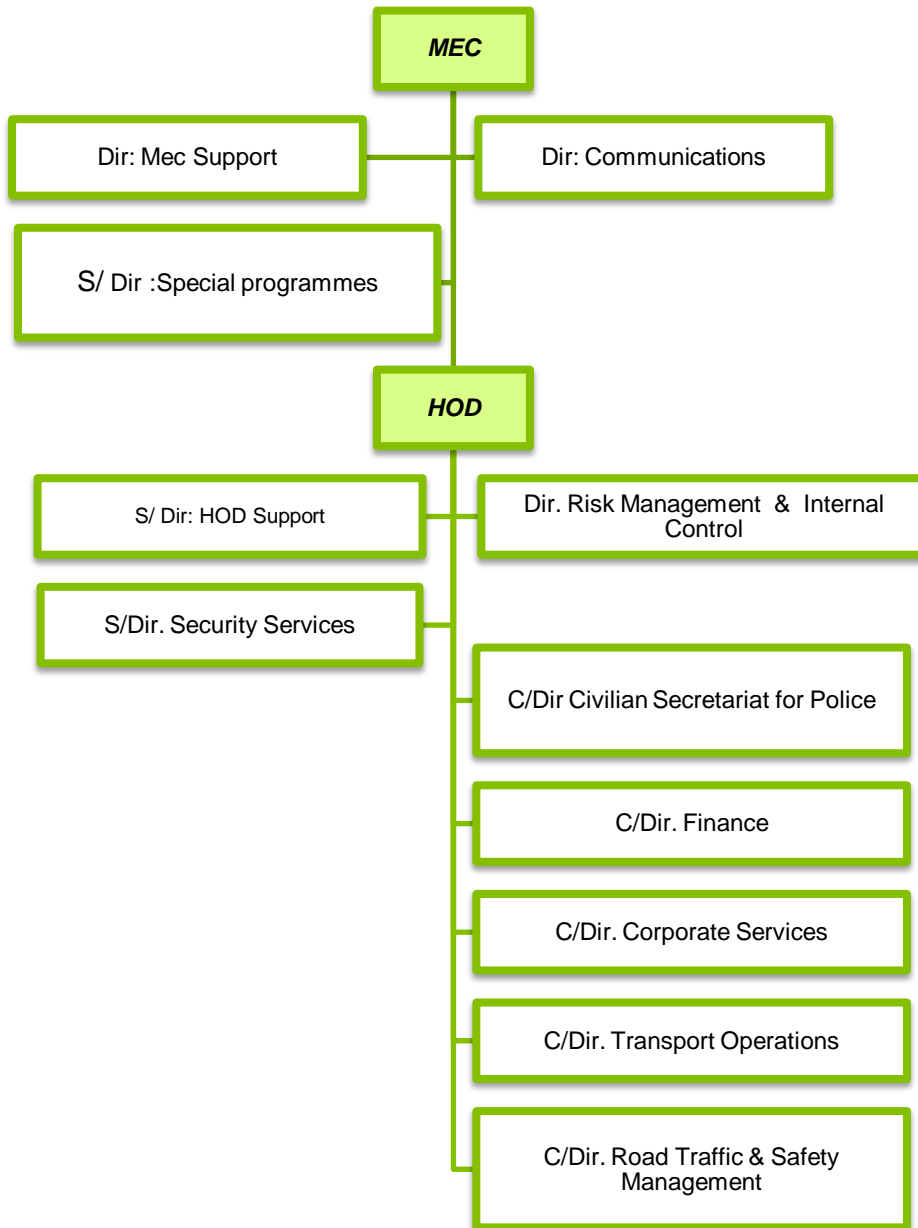 MEC
Dir: Mec Support
Dir: Communications
S/ Dir :Special programmes
HOD
S/ Dir: HOD Support
Dir. Risk Management & Internal
Control
S/Dir. Security Services
C/Dir Civilian Secretariat for Police
C/Dir. Finance
C/Dir. Corporate Services
C/Dir. Transport Operations
C/Dir. Road Traffic & Safety
Management